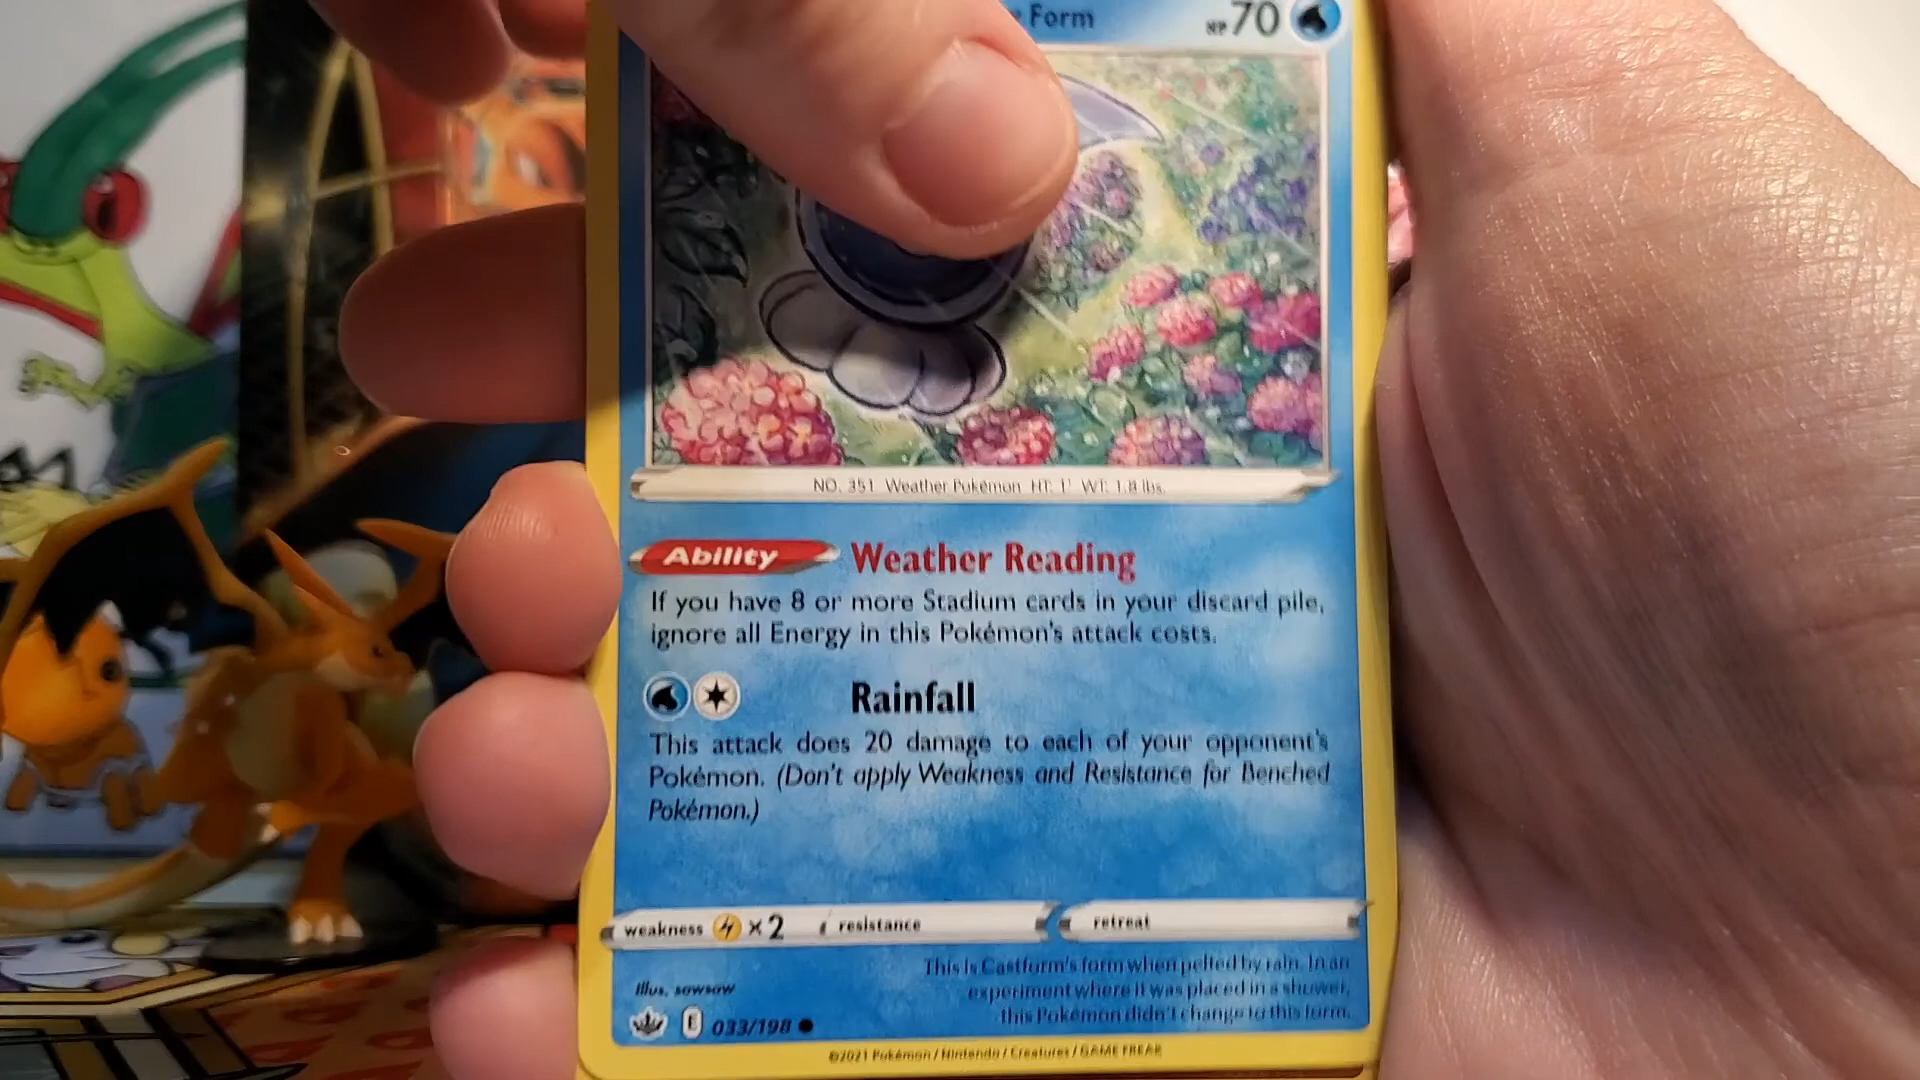 Form HP 70
NO. 351 Weather Pokémon HT: 1' WT: 1.8 lbs.
Ability Weather Reading
If you have 8 or more Stadium cards in your discard pile,
ignore all Energy in this Pokémon's attack costs.
Rainfall
This attack does 20 damage to each of your opponent's
Pokémon. (Don't apply Weakness and Resistance for Benched
Pokémon.)
weakness ×2 resistance retreat
This is Castform's form when pelted by rain. In an
experiment where it was placed in a shower,
this Pokémon didn't change to this form.
Illus. sowsow
E 033/198
©2021 Pokémon / Nintendo / Creatures / GAME FREAK